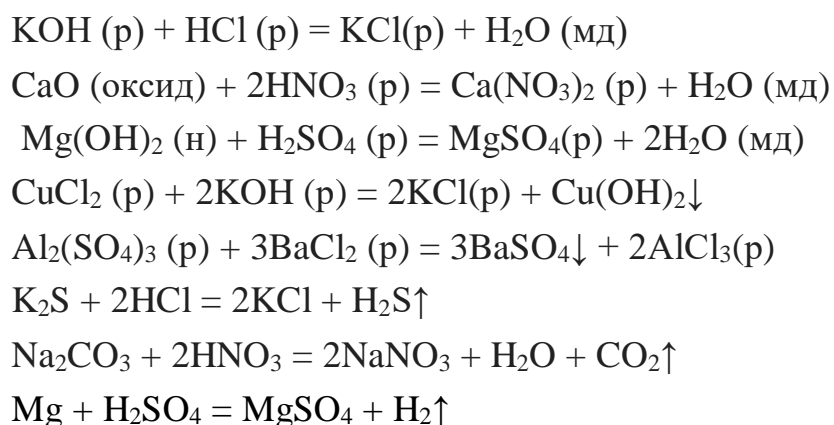 KOH (р) + HCl (р) = KCl(р) + H₂O (мд)
CaO (оксид) + 2HNO₃ (р) = Ca(NO₃)₂ (р) + H₂O (мд)
Mg(OH)₂ (н) + H₂SO₄ (р) = MgSO₄(р) + 2H₂O (мд)
CuCl₂ (р) + 2KOH (р) = 2KCl(р) + Cu(OH)₂↓
Al₂(SO₄)₃ (р) + 3BaCl₂ (р) = 3BaSO₄↓ + 2AlCl₃(р)
K₂S + 2HCl = 2KCl + H₂S↑
Na₂CO₃ + 2HNO₃ = 2NaNO₃ + H₂O + CO₂↑
Mg + H₂SO₄ = MgSO₄ + H₂↑